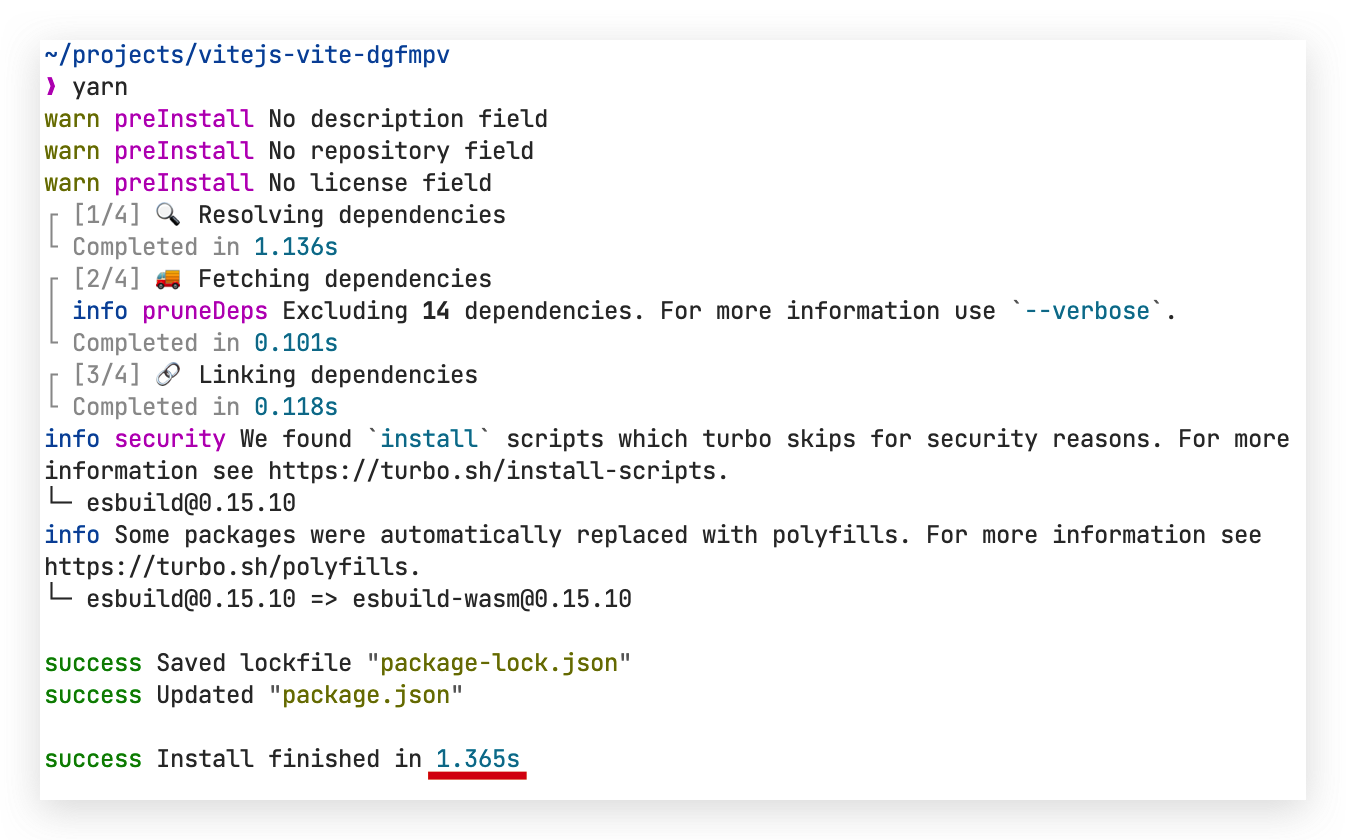 ~/projects/vitejs-vite-dgfmpv
❯ yarn
warn preInstall No description field
warn preInstall No repository field
warn preInstall No license field
┌ [1/4] 🔍 Resolving dependencies
└ Completed in 1.136s
┌ [2/4] 🚚 Fetching dependencies
│ info pruneDeps Excluding 14 dependencies. For more information use `--verbose`.
└ Completed in 0.101s
┌ [3/4] 🔗 Linking dependencies
└ Completed in 0.118s
info security We found `install` scripts which turbo skips for security reasons. For more
information see https://turbo.sh/install-scripts.
└─ esbuild@0.15.10
info Some packages were automatically replaced with polyfills. For more information see
https://turbo.sh/polyfills.
└─ esbuild@0.15.10 => esbuild-wasm@0.15.10
success Saved lockfile "package-lock.json"
success Updated "package.json"
success Install finished in 1.365s